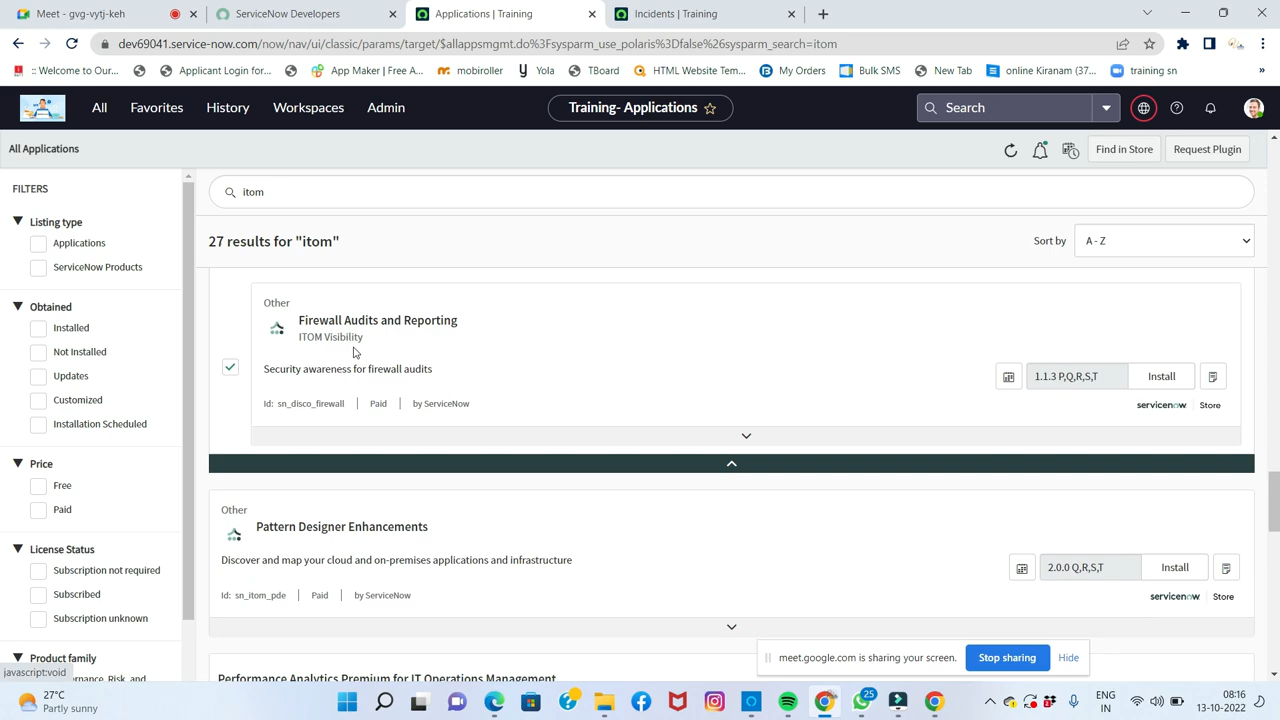 Meet - gvg-vytj-keh
ServiceNow Developers
Applications | Training
Incidents | Training
dev69041.service-now.com/now/nav/ui/classic/params/target/$allappsmgmt.do%3Fsysparm_use_polaris%3Dfalse%26sysparm_search=itom
:: Welcome to Our...
Applicant Login for...
App Maker | Free A...
mobiroller
Yola
TBoard
HTML Website Tem...
My Orders
Bulk SMS
New Tab
online Kiranam (37...
training sn
»
All
Favorites
History
Workspaces
Admin
Training- Applications
Search
All Applications
Find in Store
Request Plugin
FILTERS
Listing type
Applications
ServiceNow Products
Obtained
Installed
Not Installed
Updates
Customized
Installation Scheduled
Price
Free
Paid
License Status
Subscription not required
Subscribed
Subscription unknown
Product family
javascript:void
itom
27 results for "itom"
Sort by
A - Z
Other
Firewall Audits and Reporting
ITOM Visibility
Security awareness for firewall audits
1.1.3 P,Q,R,S,T
Install
Id: sn_disco_firewall
Paid
by ServiceNow
servicenow
Store
Other
Pattern Designer Enhancements
Discover and map your cloud and on-premises applications and infrastructure
2.0.0 Q,R,S,T
Install
Id: sn_itom_pde
Paid
by ServiceNow
servicenow
Store
meet.google.com is sharing your screen.
Stop sharing
Hide
Performance Analytics Premium for IT Operations Management
27°C
Partly sunny
25
ENG
IN
08:16
13-10-2022